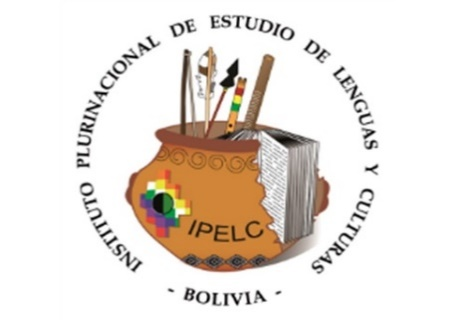 INSTITUTO PLURINACIONAL DE ESTUDIO DE LENGUAS Y CULTURAS
IPELC
- BOLIVIA -